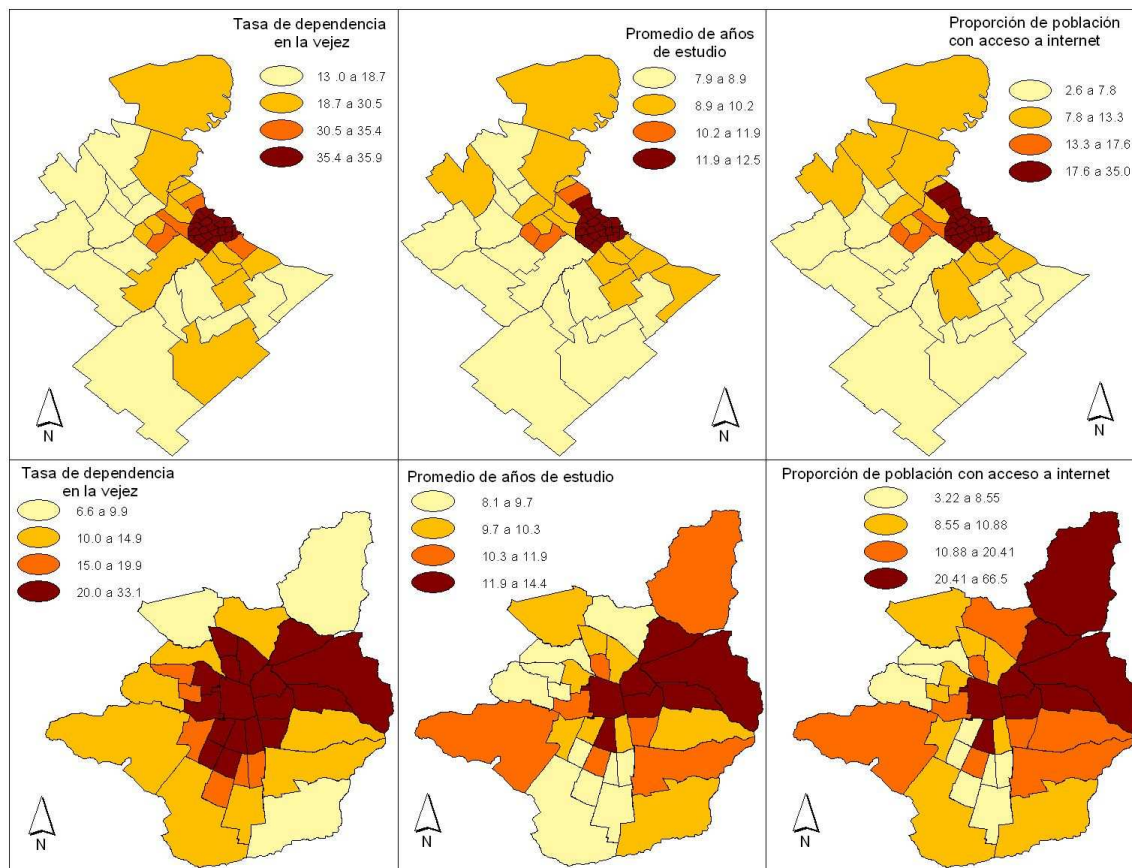 Tasa de dependencia
en la vejez
13 .0 a 18.7
18.7 a 30.5
30.5 a 35.4
35.4 a 35.9
N
Promedio de años
de estudio
7.9 a 8.9
8.9 a 10.2
10.2 a 11.9
11.9 a 12.5
N
Proporción de población
con acceso a internet
2.6 a 7.8
7.8 a 13.3
13.3 a 17.6
17.6 a 35.0
N
Tasa de dependencia
en la vejez
6.6 a 9.9
10.0 a 14.9
15.0 a 19.9
20.0 a 33.1
N
Promedio de años de estudio
8.1 a 9.7
9.7 a 10.3
10.3 a 11.9
11.9 a 14.4
N
Proporción de población con acceso a internet
3.22 a 8.55
8.55 a 10.88
10.88 a 20.41
20.41 a 66.5
N